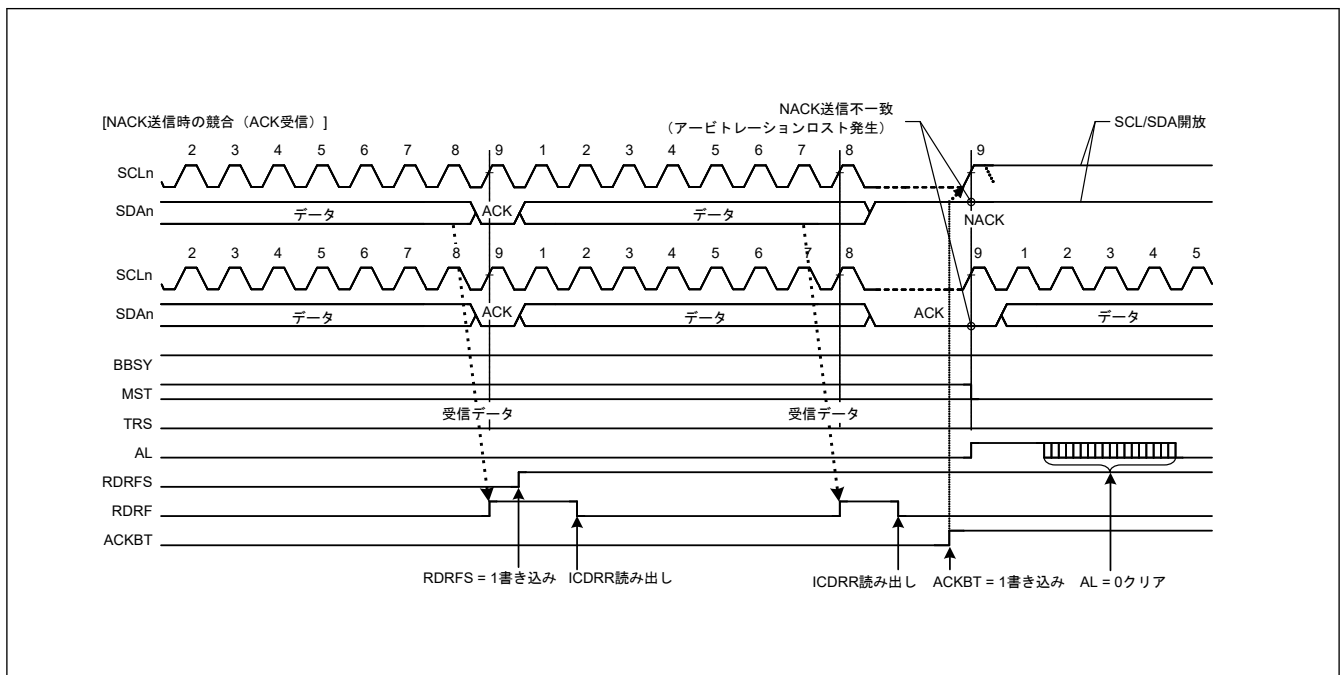 [NACK送信時の競合（ACK受信）]
NACK送信不一致
（アービトレーションロスト発生）
SCL/SDA開放
2 3 4 5 6 7 8 9 1 2 3 4 5 6 7 8 9
SCLn
SDAn
データ ACK データ NACK
2 3 4 5 6 7 8 9 1 2 3 4 5 6 7 8 9 1 2 3 4 5
SCLn
SDAn
データ ACK データ ACK データ
BBSY
MST
受信データ 受信データ
TRS
AL
RDRFS
RDRF
ACKBT
RDRFS = 1書き込み ICDRR読み出し ICDRR読み出し ACKBT = 1書き込み AL = 0クリア